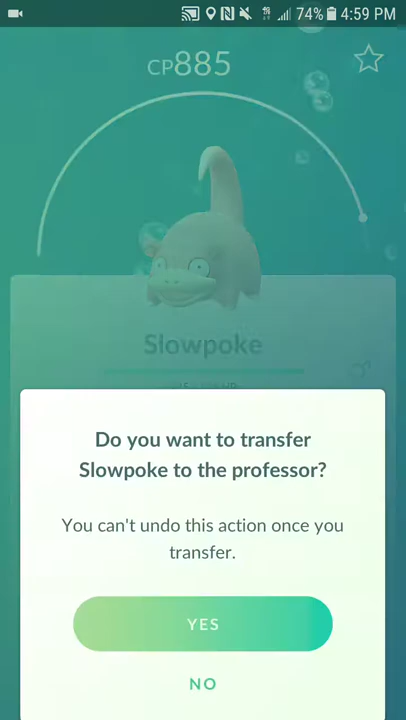 74% 4:59 PM
CP885
Slowpoke
Do you want to transfer
Slowpoke to the professor?
You can't undo this action once you
transfer.
YES
NO